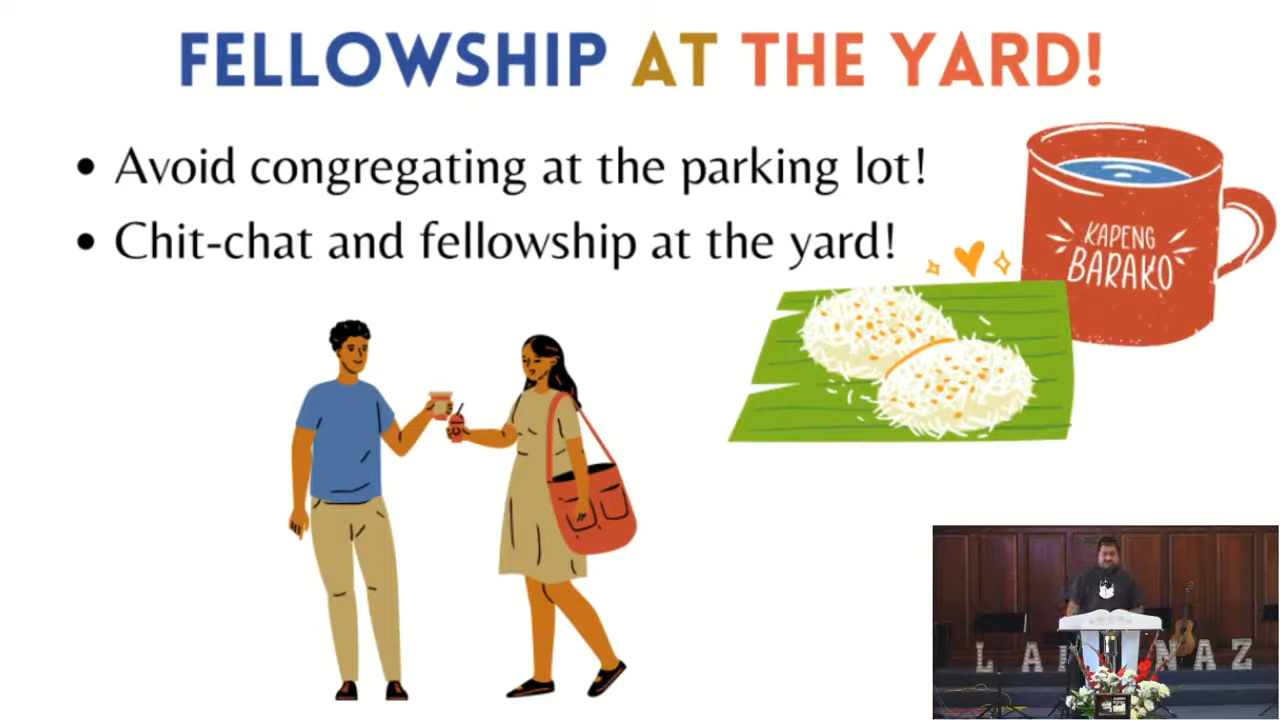 FELLOWSHIP AT THE YARD!
• Avoid congregating at the parking lot!
• Chit-chat and fellowship at the yard!
KAPENG
BARAKO